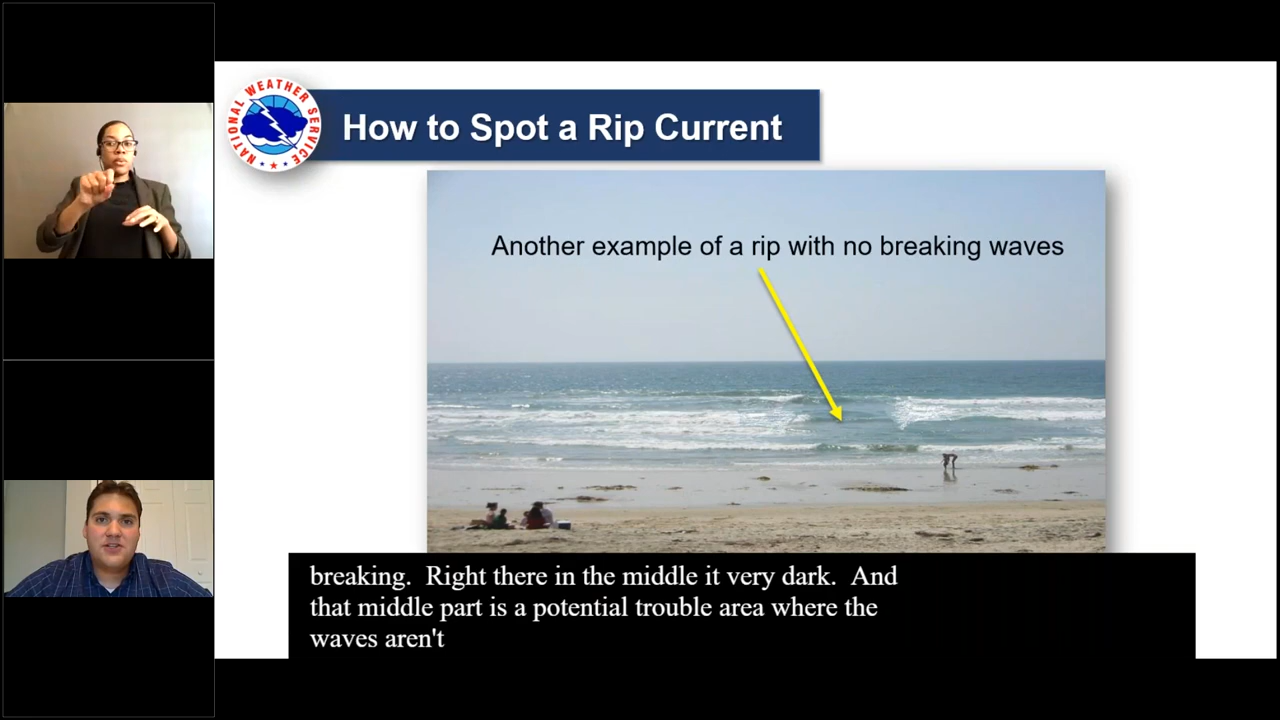 NATIONAL WEATHER SERVICE
How to Spot a Rip Current
Another example of a rip with no breaking waves
breaking.  Right there in the middle it very dark.  And
that middle part is a potential trouble area where the
waves aren't